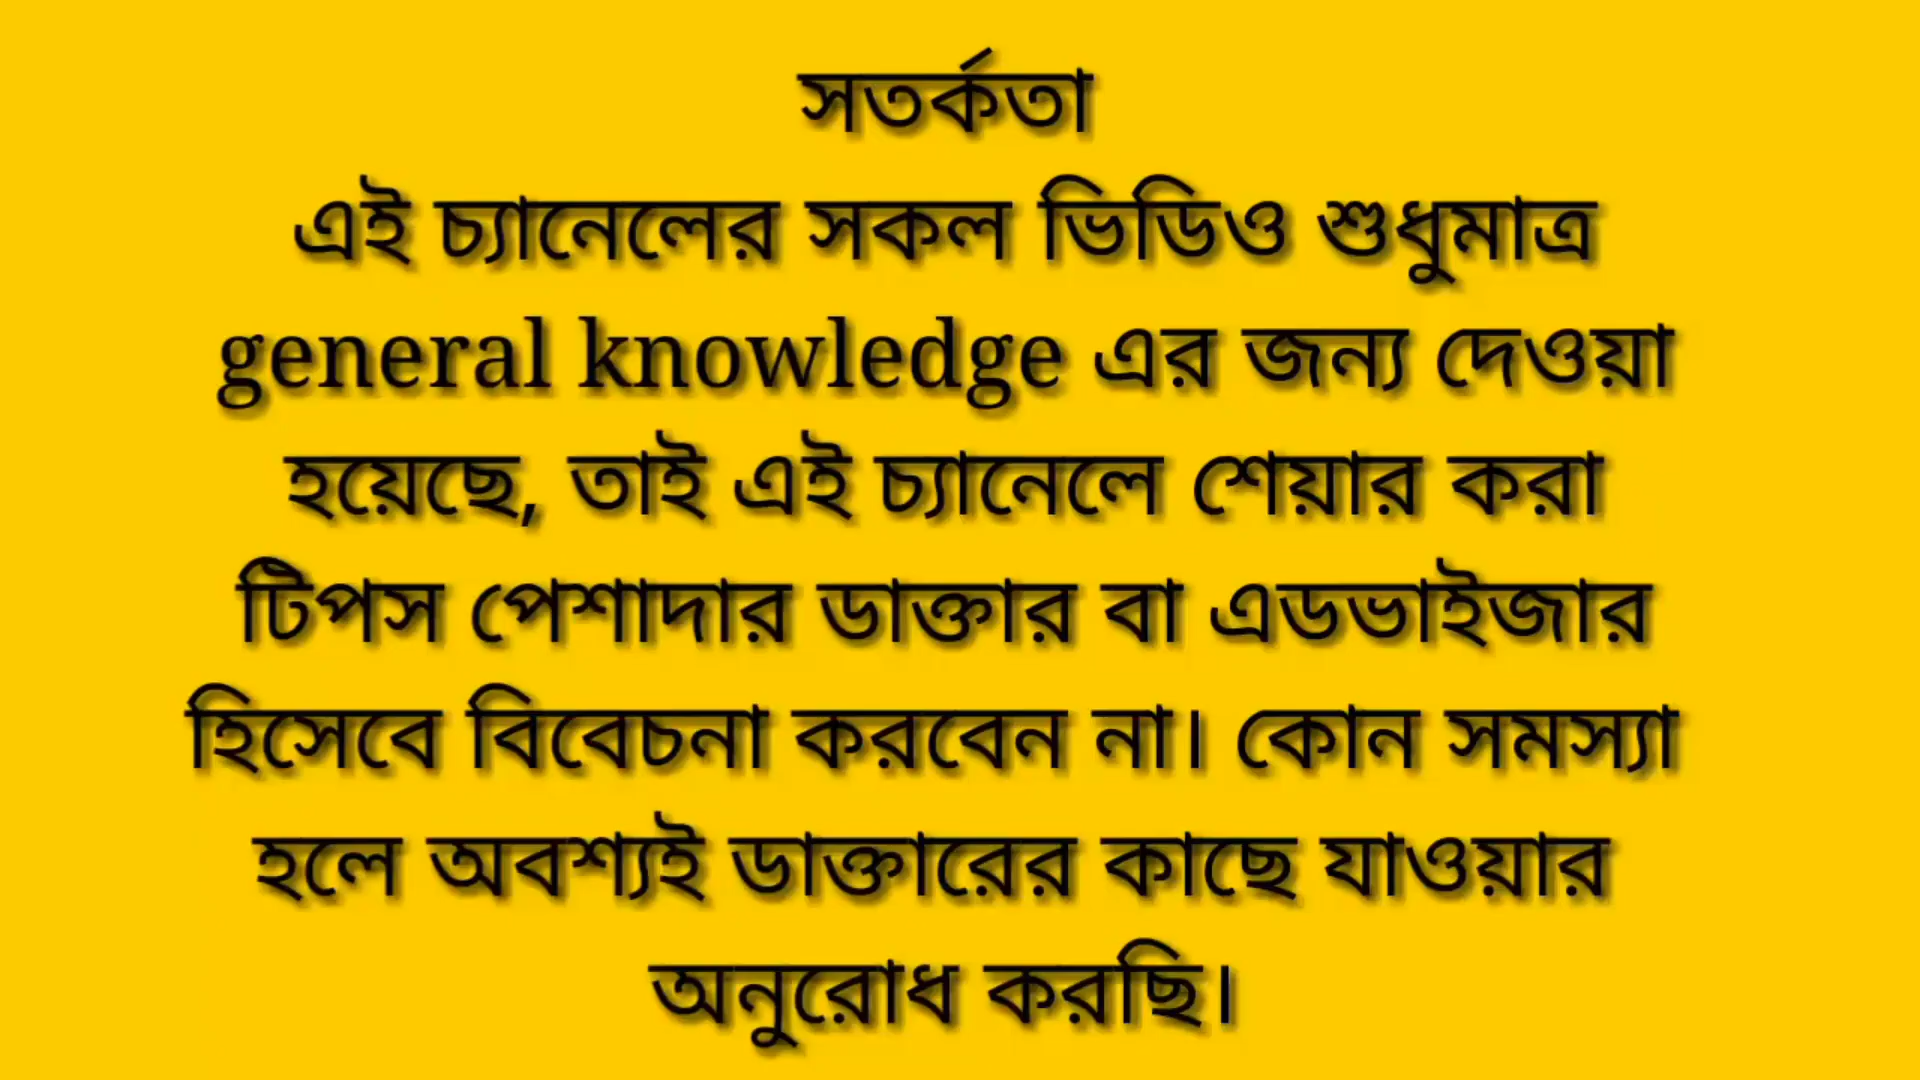 সতর্কতা
এই চ্যানেলের সকল ভিডিও শুধুমাত্র
general knowledge এর জন্য দেওয়া
হয়েছে, তাই এই চ্যানেলে শেয়ার করা
টিপস পেশাদার ডাক্তার বা এডভাইজার
হিসেবে বিবেচনা করবেন না। কোন সমস্যা
হলে অবশ্যই ডাক্তারের কাছে যাওয়ার
অনুরোধ করছি।